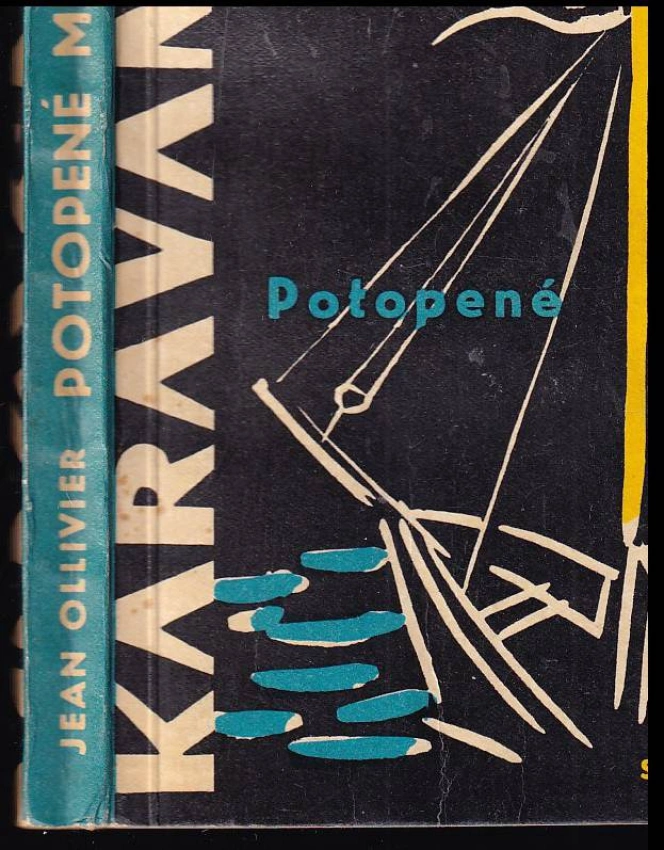 JEAN OLLIVIER POTOPENÉ M
KARAVAN
Potopené
s